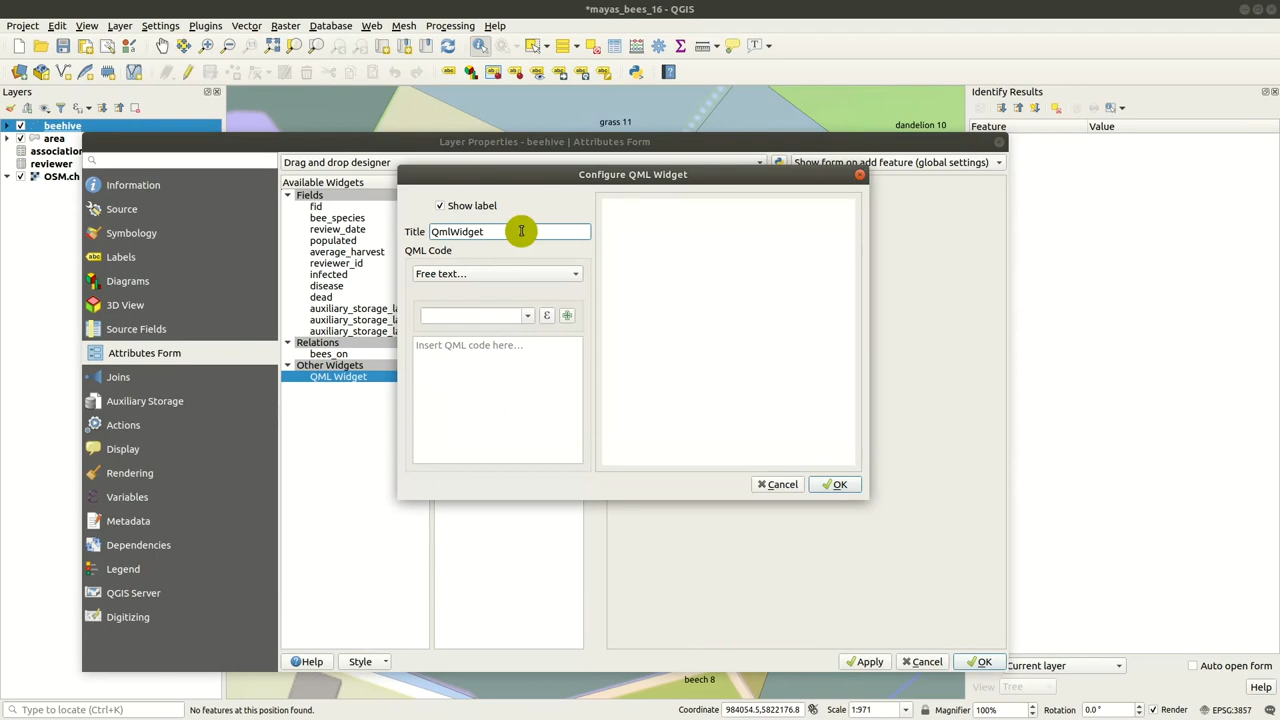 *mayas_bees_16 - QGIS
Project Edit View Layer Settings Plugins Vector Raster Database Web Mesh Processing Help
Layers
Identify Results
Feature Value
grass 11
dandelion 10
beehive
area
association
reviewer
OSM.ch
Layer Properties - beehive | Attributes Form
Drag and drop designer
Show form on add feature (global settings)
Information
Source
Symbology
Labels
Diagrams
3D View
Source Fields
Attributes Form
Joins
Auxiliary Storage
Actions
Display
Rendering
Variables
Metadata
Dependencies
Legend
QGIS Server
Digitizing
Available Widgets
Fields
fid
bee_species
review_date
populated
average_harvest
reviewer_id
infected
disease
dead
auxiliary_storage_la
auxiliary_storage_la
auxiliary_storage_la
Relations
bees_on
Other Widgets
QML Widget
Configure QML Widget
Show label
Title QmlWidget
QML Code
Free text...
ε
Insert QML code here...
Cancel OK
Help Style Apply Cancel OK
Current layer Auto open form
View Tree Help
beech 8
Type to locate (Ctrl+K) No features at this position found. Coordinate 984054.5,5822176.8 Scale 1:971 Magnifier 100% Rotation 0.0 ° Render EPSG:3857